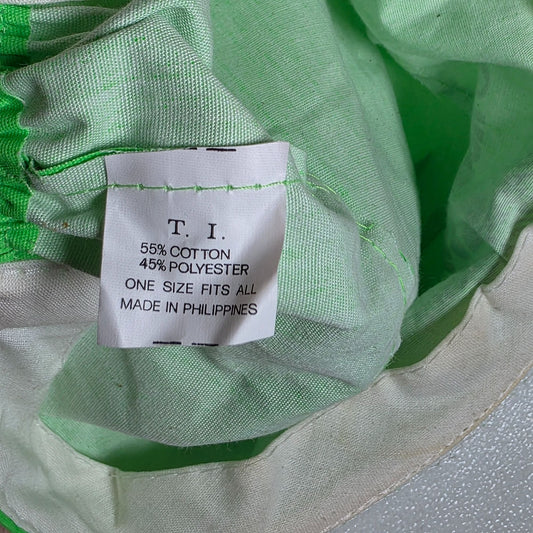 T. I.
55% COTTON
45% POLYESTER
ONE SIZE FITS ALL
MADE IN PHILIPPINES